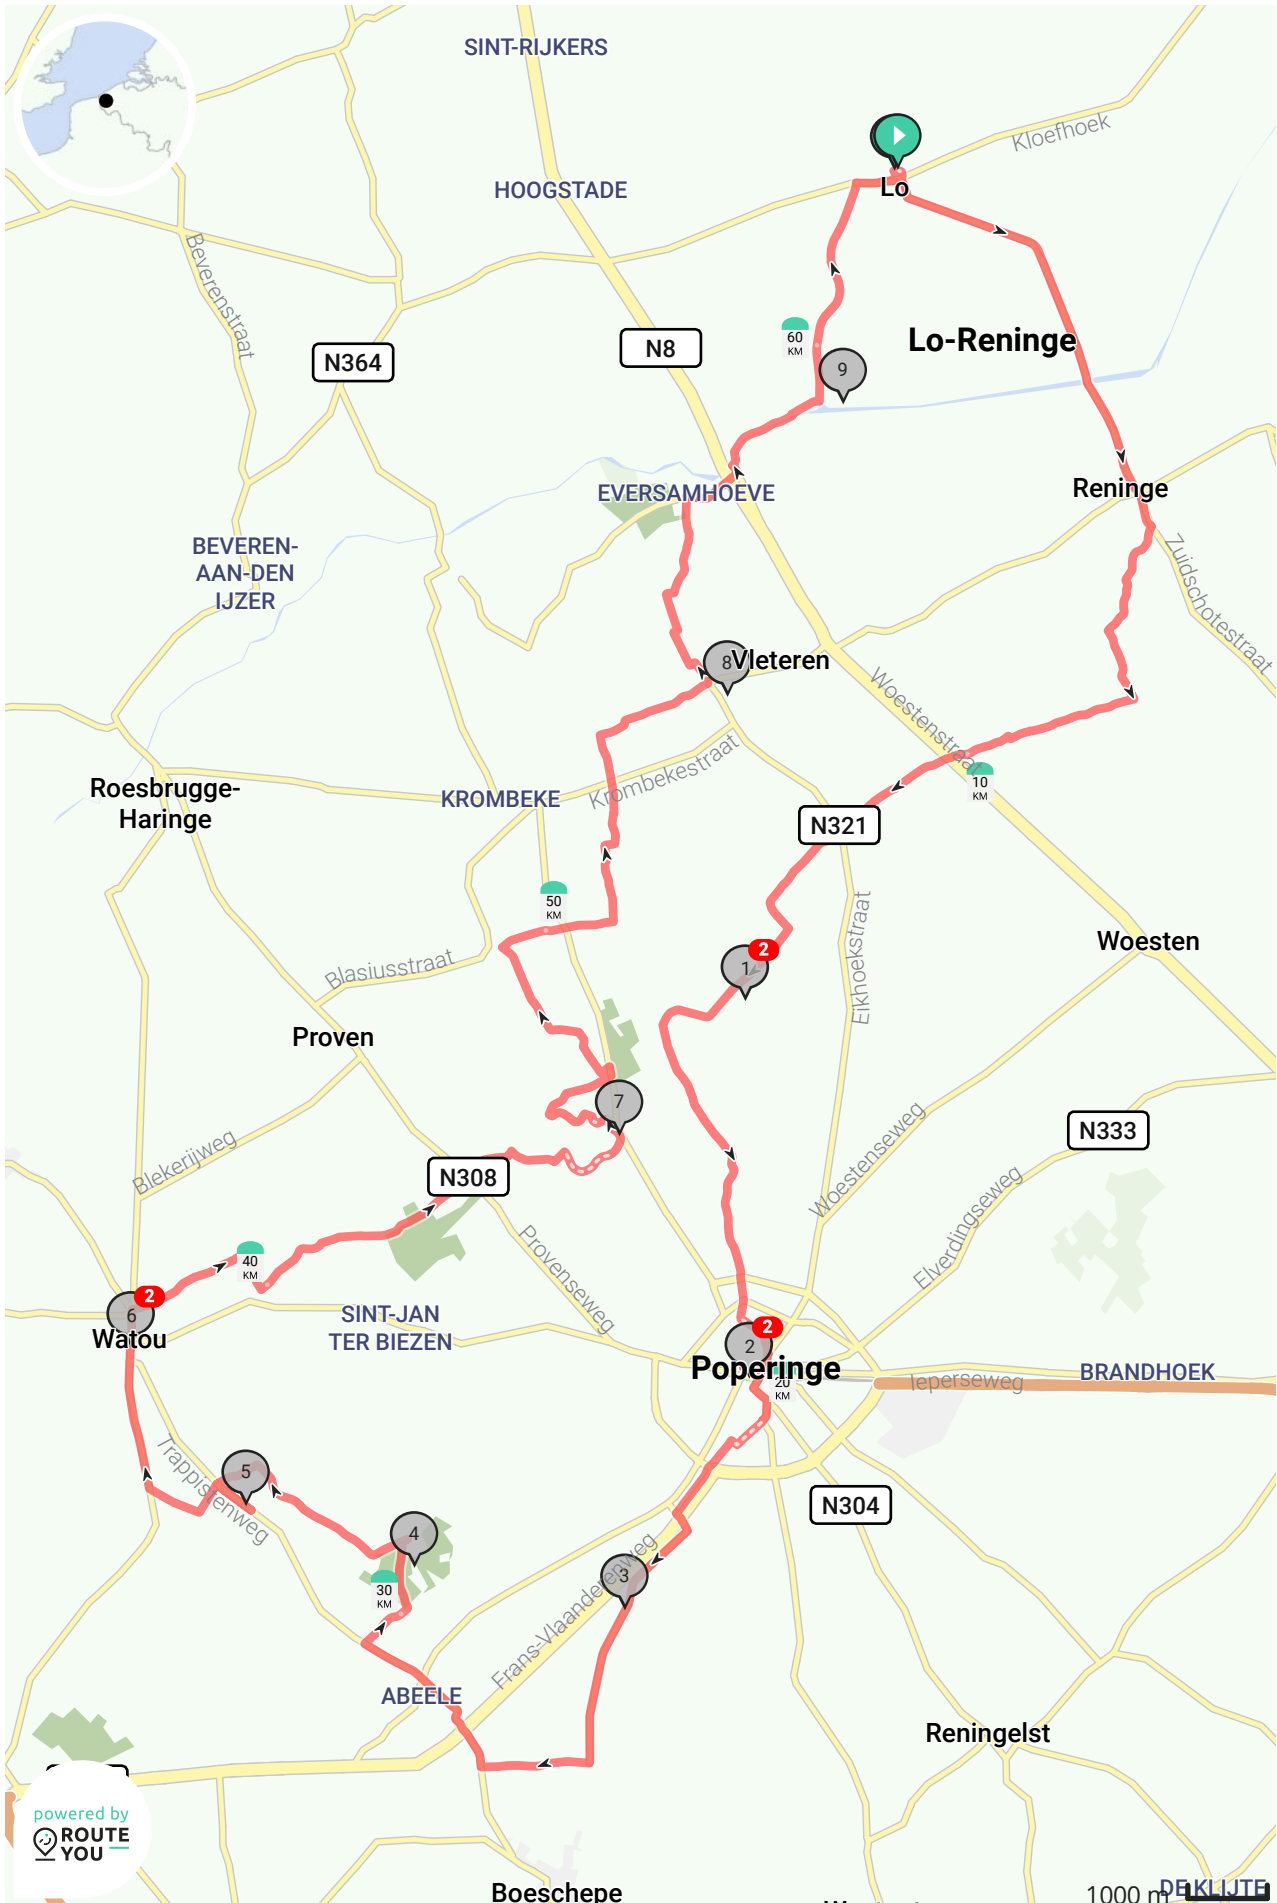 SINT-RIJKERS
Kloefhoek
HOOGSTADE
Lo
Beverenstraat
N364
N8
60
KM
Lo-Reninge
9
Reninge
EVERSAMHOEVE
BEVEREN-
AAN-DEN
IJZER
Zuidschotestraat
8
Vleteren
Woestenstraat
Krombekestraat
Roesbrugge-
Haringe
KROMBEKE
10
KM
N321
50
KM
Eikhoekstraat
Woesten
2
1
Blasiusstraat
Proven
7
N333
Blekerijweg
N308
Woestenseweg
Elverdingseweg
Provenseweg
40
KM
2
6
Watou
SINT-JAN
TER BIEZEN
2
2
Poperinge
20
KM
Ieperseweg
BRANDHOEK
Trappistenweg
5
N304
4
30
KM
3
Frans-Vlaanderenweg
ABEELE
Reningelst
powered by
ROUTE
YOU
Boeschepe
1000 m
DE KLIJTE